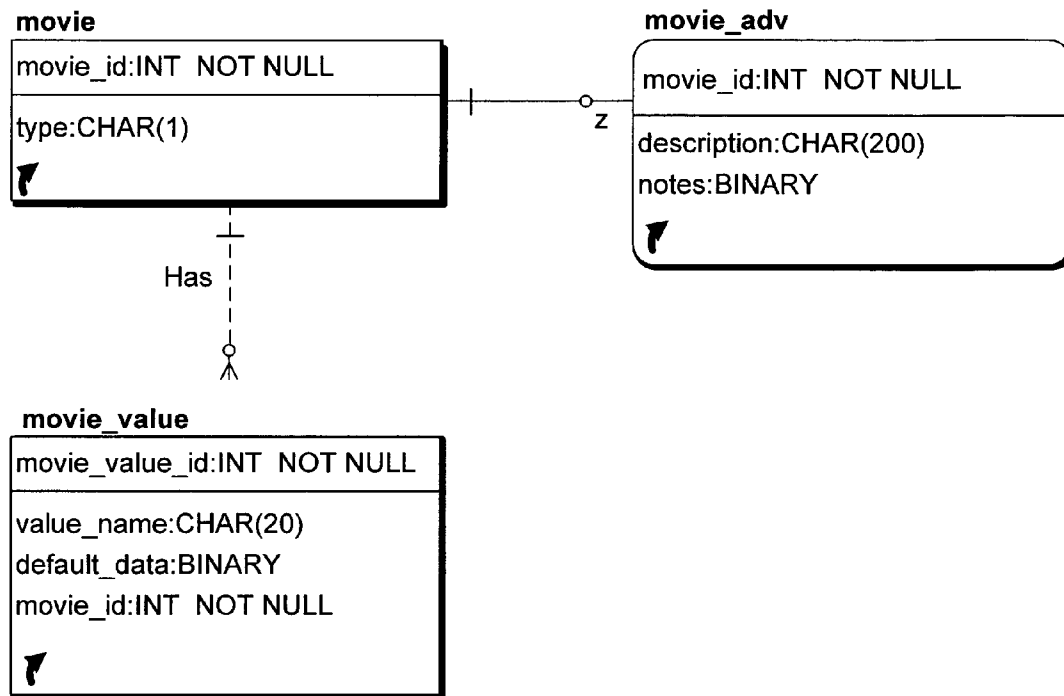 movie
movie_id:INT NOT NULL
type:CHAR(1)
movie_adv
movie_id:INT NOT NULL
description:CHAR(200)
notes:BINARY
z
Has
movie_value
movie_value_id:INT NOT NULL
value_name:CHAR(20)
default_data:BINARY
movie_id:INT NOT NULL